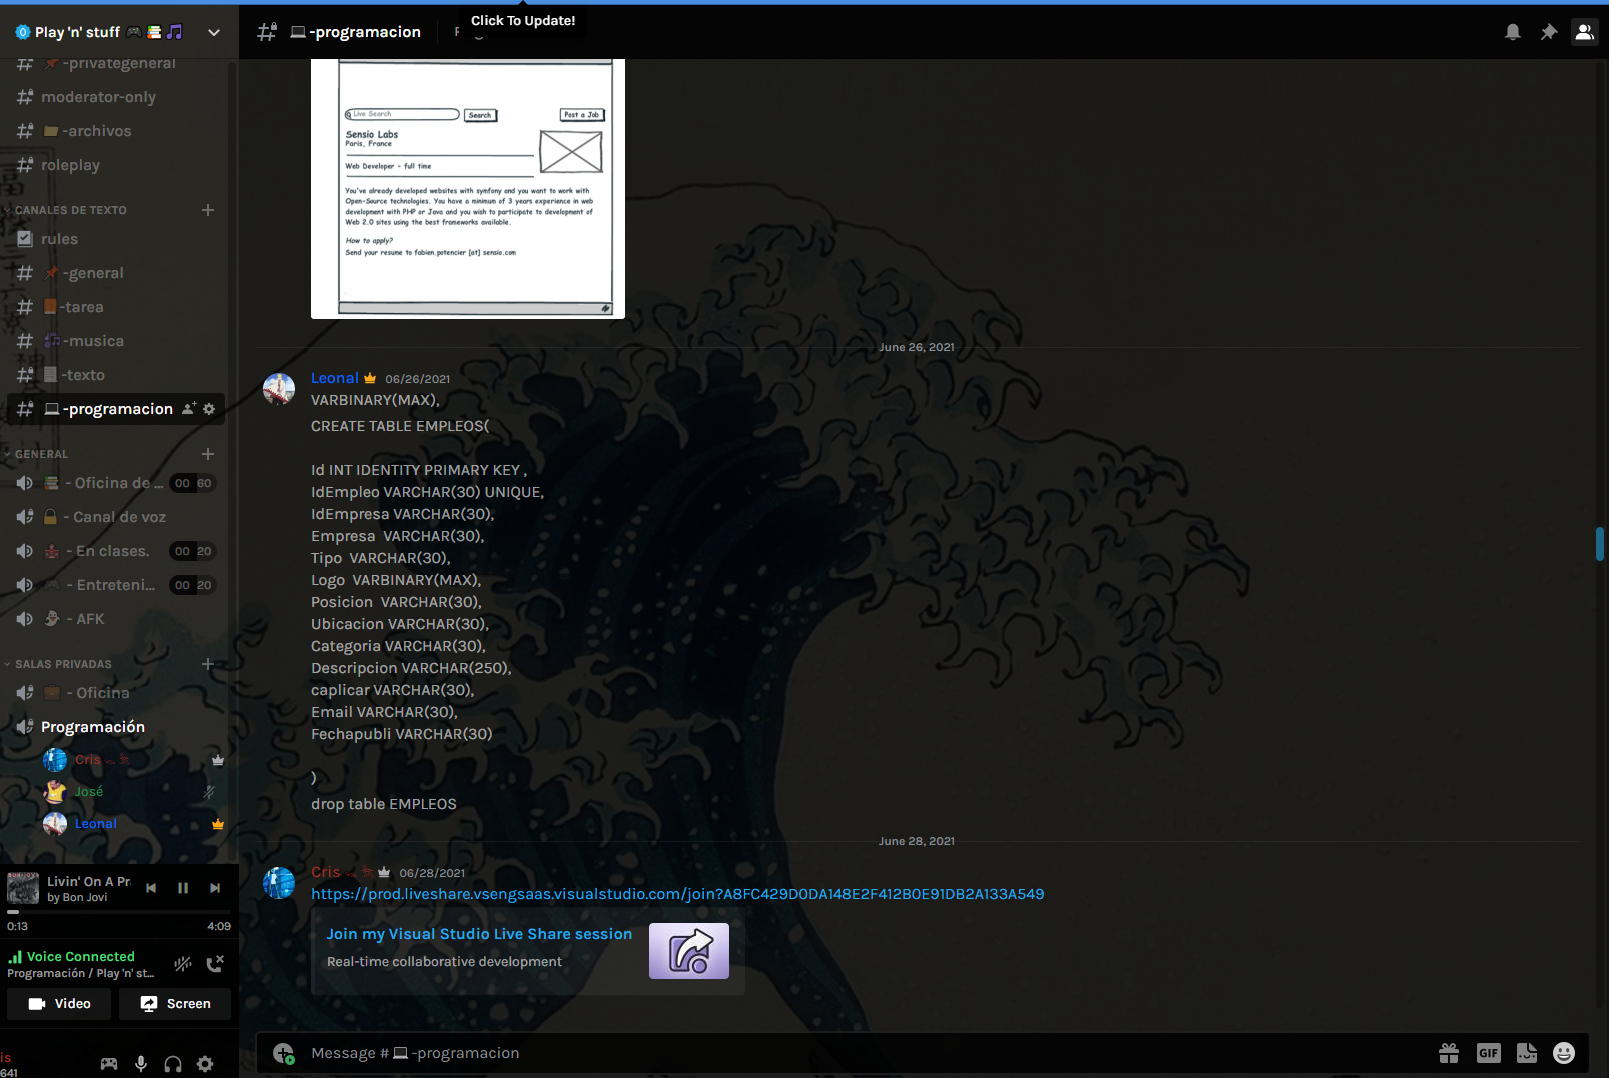 Play 'n' stuff
-privategeneral
moderator-only
-archivos
roleplay
CANALES DE TEXTO
rules
-general
-tarea
-musica
-texto
-programacion
GENERAL
- Oficina de ... 00 60
- Canal de voz
- En clases. 00 20
- Entreteni... 00 20
- AFK
SALAS PRIVADAS
- Oficina
Programación
Cris
José
Leonal
Livin' On A Pr
by Bon Jovi
0:13 4:09
Voice Connected
Programación / Play 'n' st...
Video Screen
is
641
-programacion
Click To Update!
Live Search Search Post a Job
Sensio Labs
Paris, France
Web Developer - full time
You've already developed websites with symfony and you want to work with
Open-Source technologies. You have a minimum of 3 years experience in web
development with PHP or Java and you wish to participate to development of
Web 2.0 sites using the best frameworks available.
How to apply?
Send your resume to fabien.potencier [at] sensio.com
June 26, 2021
Leonal 06/26/2021
VARBINARY(MAX),
CREATE TABLE EMPLEOS(
Id INT IDENTITY PRIMARY KEY ,
IdEmpleo VARCHAR(30) UNIQUE,
IdEmpresa VARCHAR(30),
Empresa  VARCHAR(30),
Tipo  VARCHAR(30),
Logo  VARBINARY(MAX),
Posicion  VARCHAR(30),
Ubicacion VARCHAR(30),
Categoria VARCHAR(30),
Descripcion VARCHAR(250),
caplicar VARCHAR(30),
Email VARCHAR(30),
Fechapubli VARCHAR(30)
)
drop table EMPLEOS
June 28, 2021
Cris 06/28/2021
https://prod.liveshare.vsengsaas.visualstudio.com/join?A8FC429D0DA148E2F412B0E91DB2A133A549
Join my Visual Studio Live Share session
Real-time collaborative development
Message # -programacion
GIF